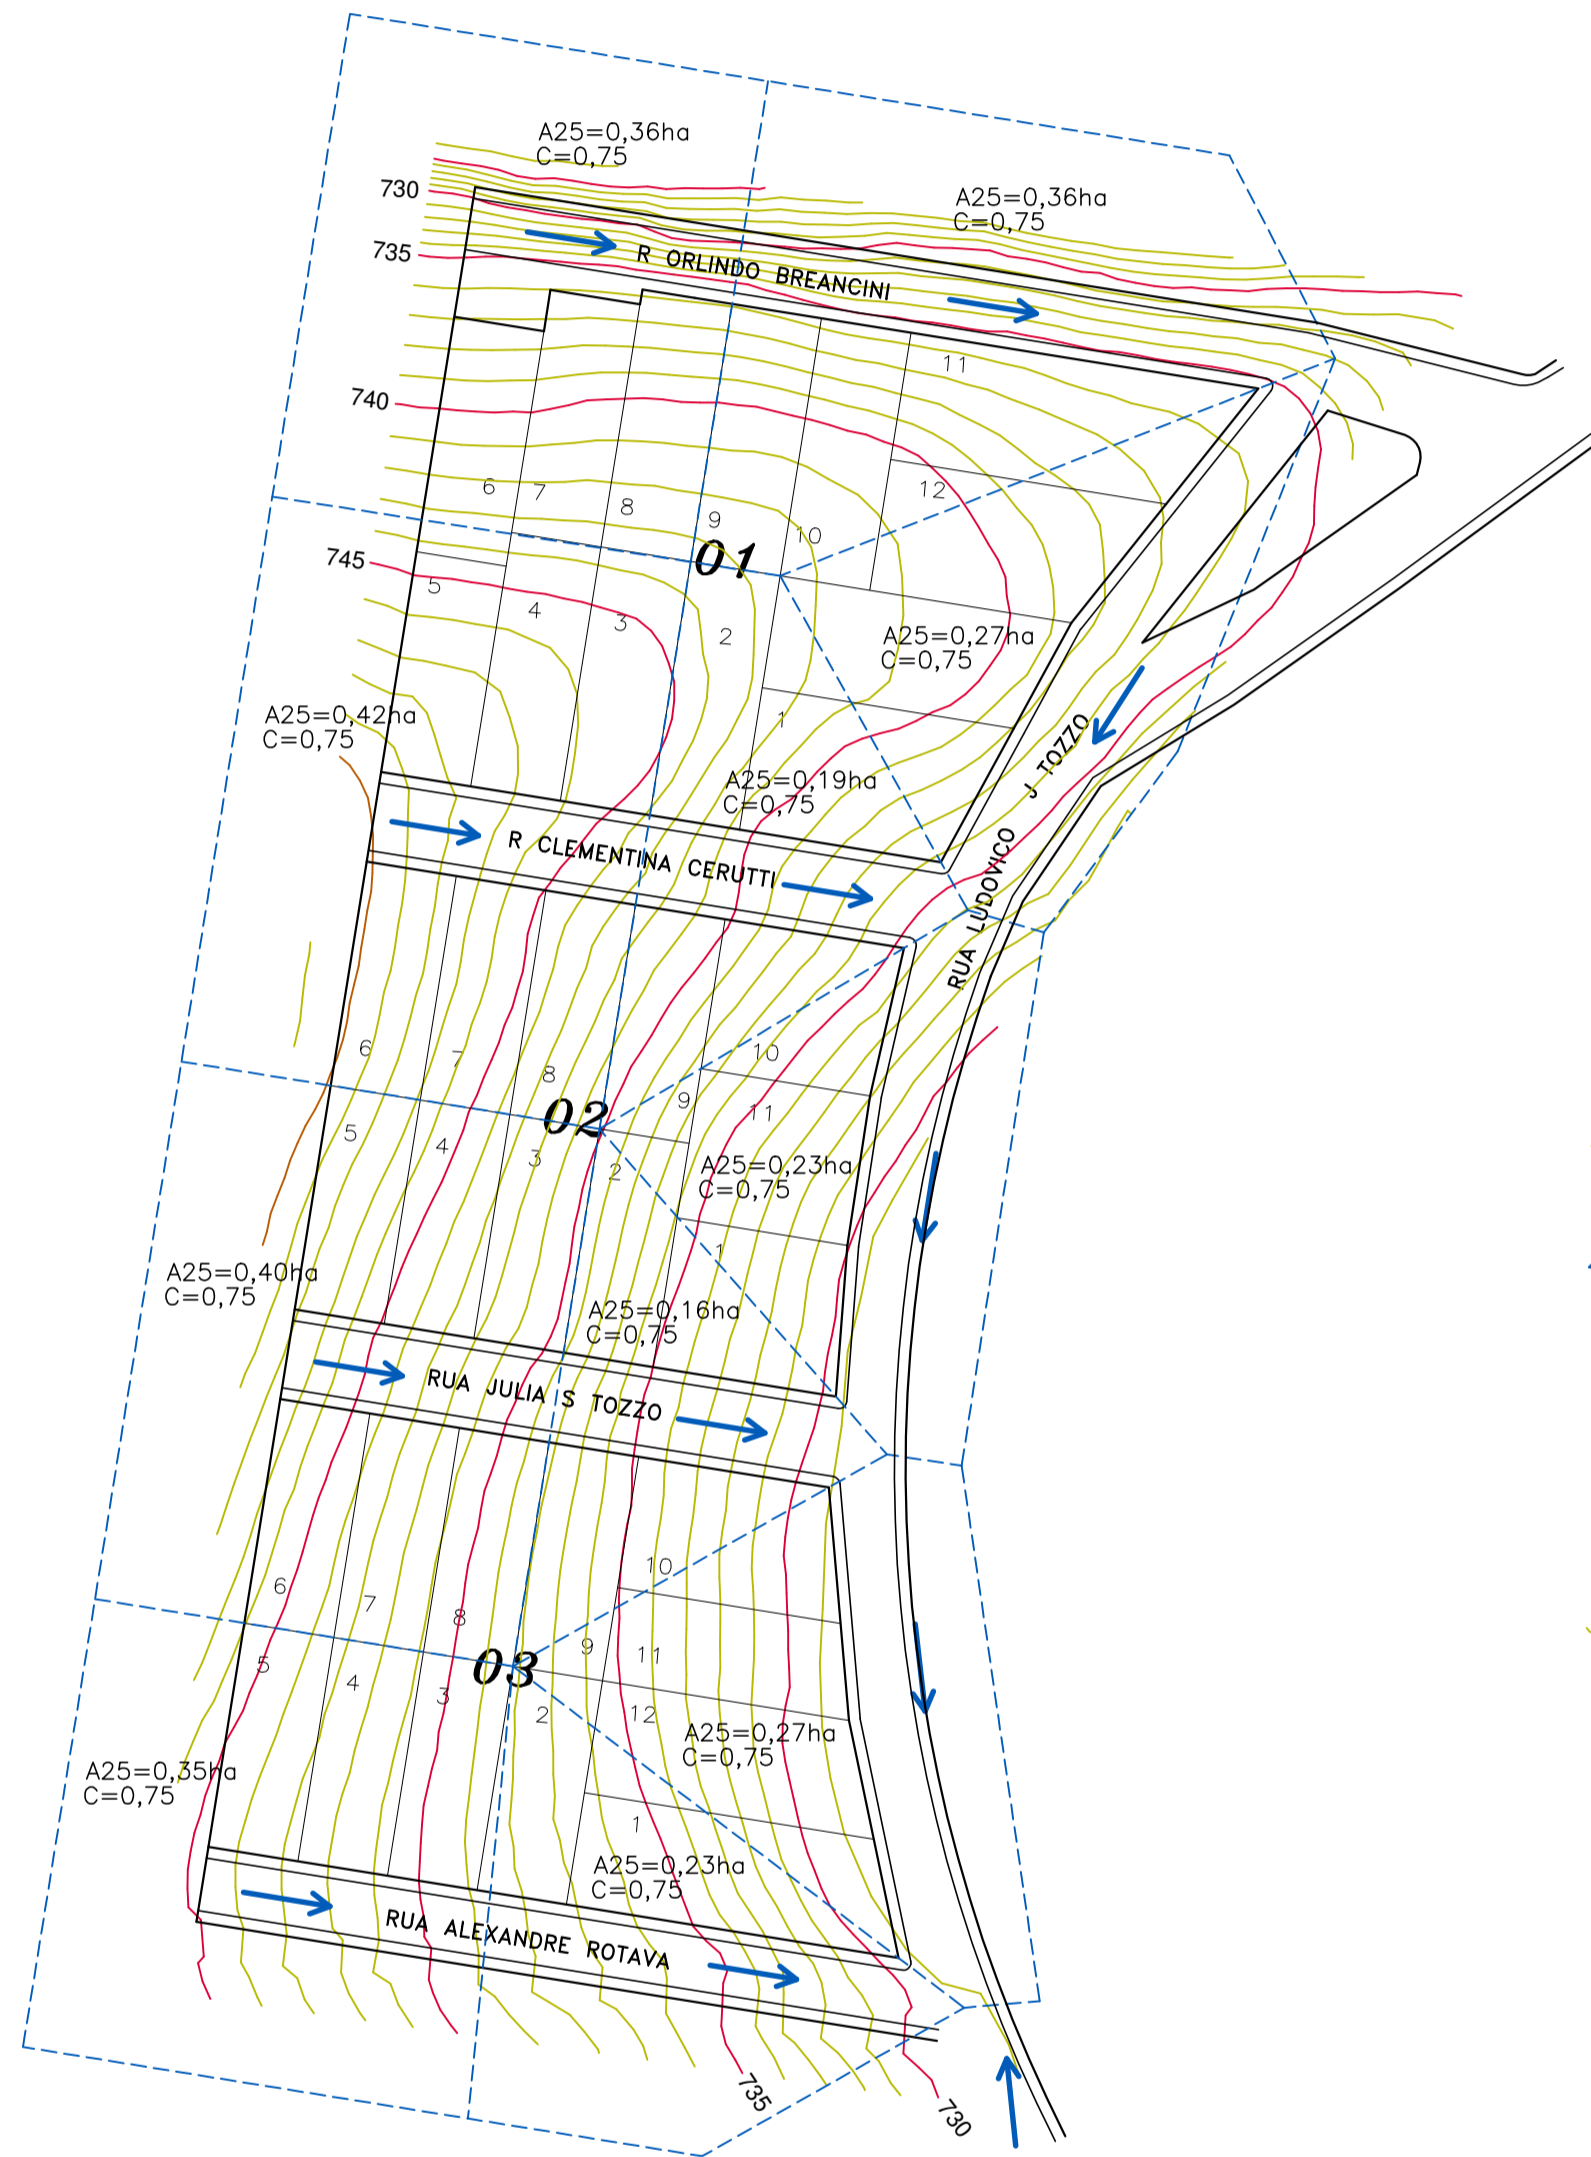 A25=0,36ha
C=0,75
730
A25=0,36ha
C=0,75
735
R ORLINDO BREANCINI
11
740
6
7
8
9
10
12
01
745
5
4
3
2
A25=0,27ha
C=0,75
1
A25=0,42ha
C=0,75
A25=0,19ha
C=0,75
RUA LUDOVICO J TOZZO
R CLEMENTINA CERUTTI
6
7
8
9
10
11
02
5
4
3
2
A25=0,23ha
C=0,75
1
A25=0,40ha
C=0,75
A25=0,16ha
C=0,75
RUA JULIA S TOZZO
6
7
8
9
10
11
03
5
4
3
2
12
A25=0,27ha
C=0,75
A25=0,35ha
C=0,75
1
A25=0,23ha
C=0,75
RUA ALEXANDRE ROTAVA
735
730